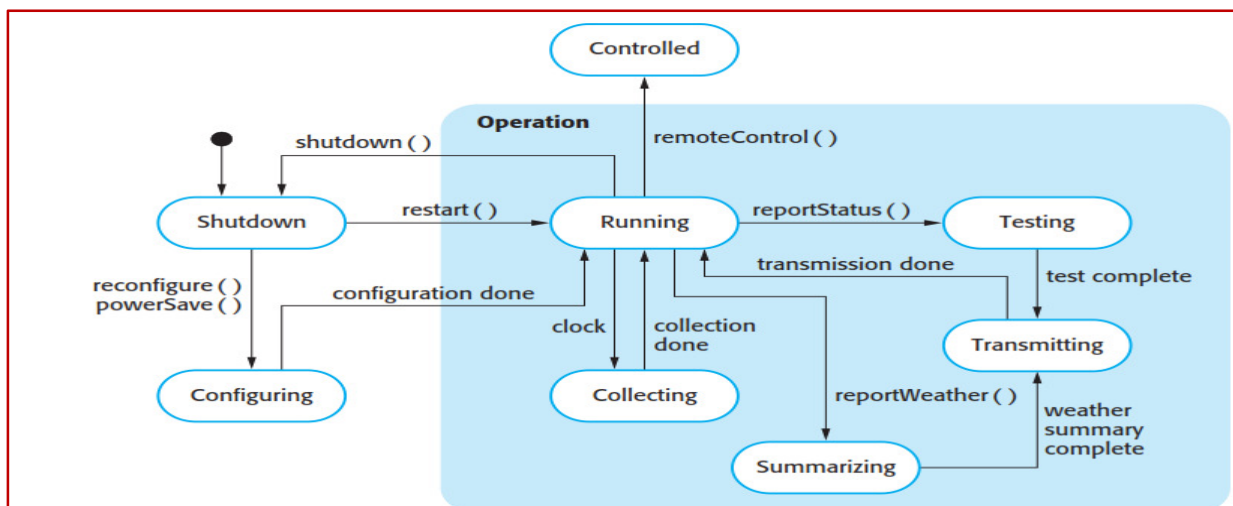 Controlled
Operation
shutdown ( )
remoteControl ( )
Shutdown
restart ( )
Running
reportStatus ( )
Testing
reconfigure ( )
powerSave ( )
configuration done
transmission done
test complete
clock
collection
done
Transmitting
Configuring
Collecting
reportWeather ( )
weather
summary
complete
Summarizing